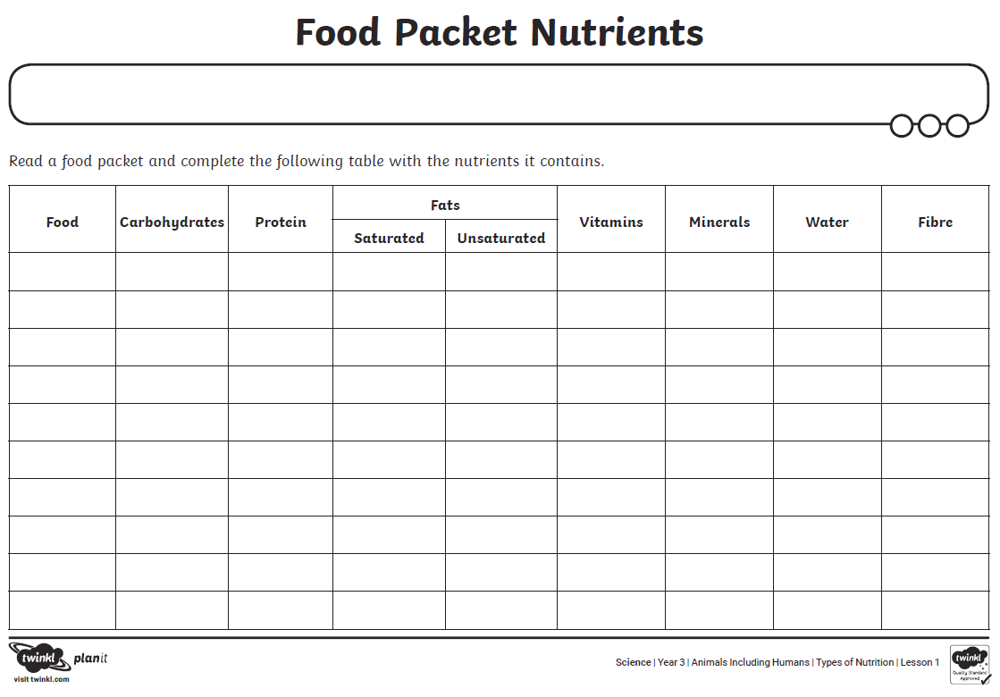 Food Packet Nutrients
Read a food packet and complete the following table with the nutrients it contains.
Food Carbohydrates Protein Fats Vitamins Minerals Water Fibre
Saturated Unsaturated
twinkl planit
visit twinkl.com
Science | Year 3 | Animals Including Humans | Types of Nutrition | Lesson 1
twinkl
Quality Standard
Approved